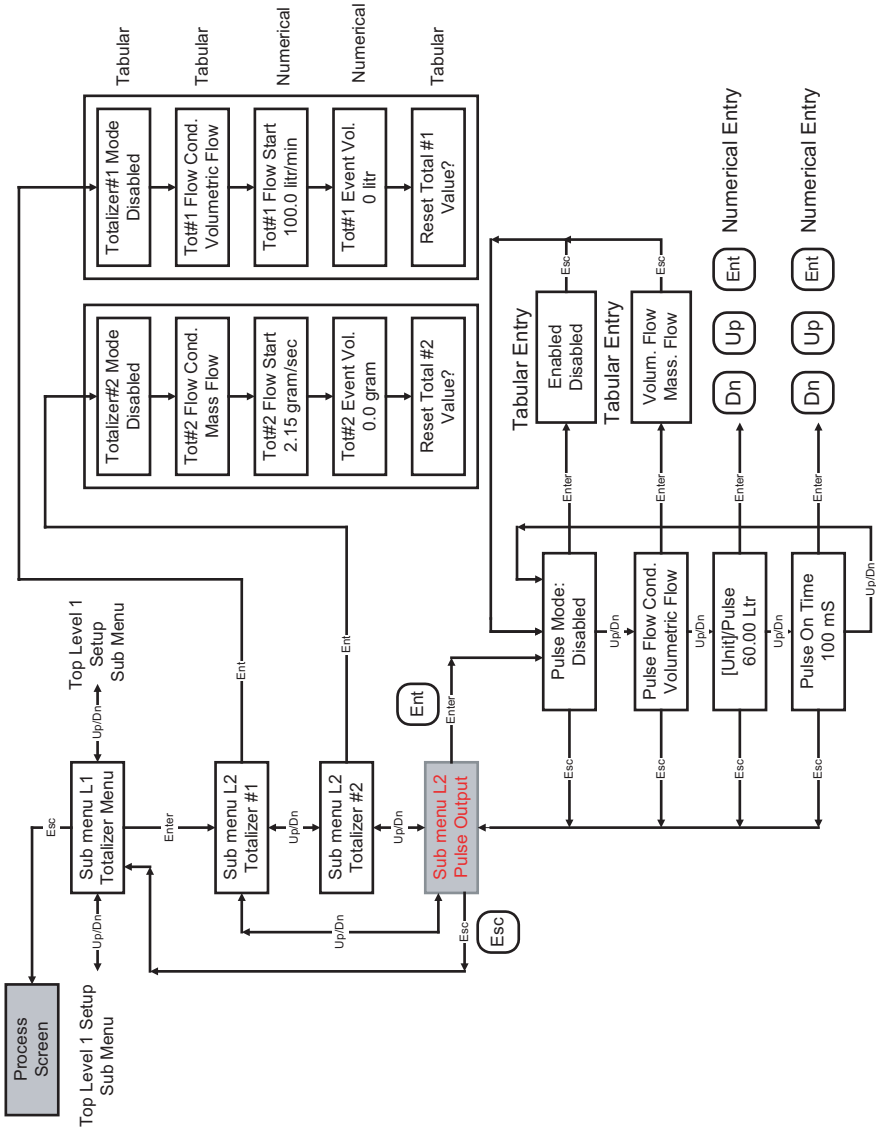 Process
Screen
Top Level 1 Setup
Sub Menu
Up/Dn
Esc
Sub menu L1
Totalizer Menu
Up/Dn
Top Level 1
Setup
Sub Menu
Enter
Sub menu L2
Totalizer #1
Ent
Up/Dn
Up/Dn
Sub menu L2
Totalizer #2
Ent
Up/Dn
Sub menu L2
Pulse Output
Esc
Esc
Enter
Ent
Totalizer#1 Mode
Disabled
Tabular
Tot#1 Flow Cond.
Volumetric Flow
Tabular
Tot#1 Flow Start
100.0 litr/min
Numerical
Tot#1 Event Vol.
0 litr
Numerical
Reset Total #1
Value?
Tabular
Totalizer#2 Mode
Disabled
Tot#2 Flow Cond.
Mass Flow
Tot#2 Flow Start
2.15 gram/sec
Tot#2 Event Vol.
0.0 gram
Reset Total #2
Value?
Esc
Pulse Mode:
Disabled
Enter
Tabular Entry
Enabled
Disabled
Esc
Up/Dn
Esc
Pulse Flow Cond.
Volumetric Flow
Enter
Tabular Entry
Volum. Flow
Mass. Flow
Esc
Up/Dn
Esc
[Unit]/Pulse
60.00 Ltr
Enter
Dn
Up
Ent
Numerical Entry
Up/Dn
Esc
Pulse On Time
100 mS
Enter
Dn
Up
Ent
Numerical Entry
Up/Dn